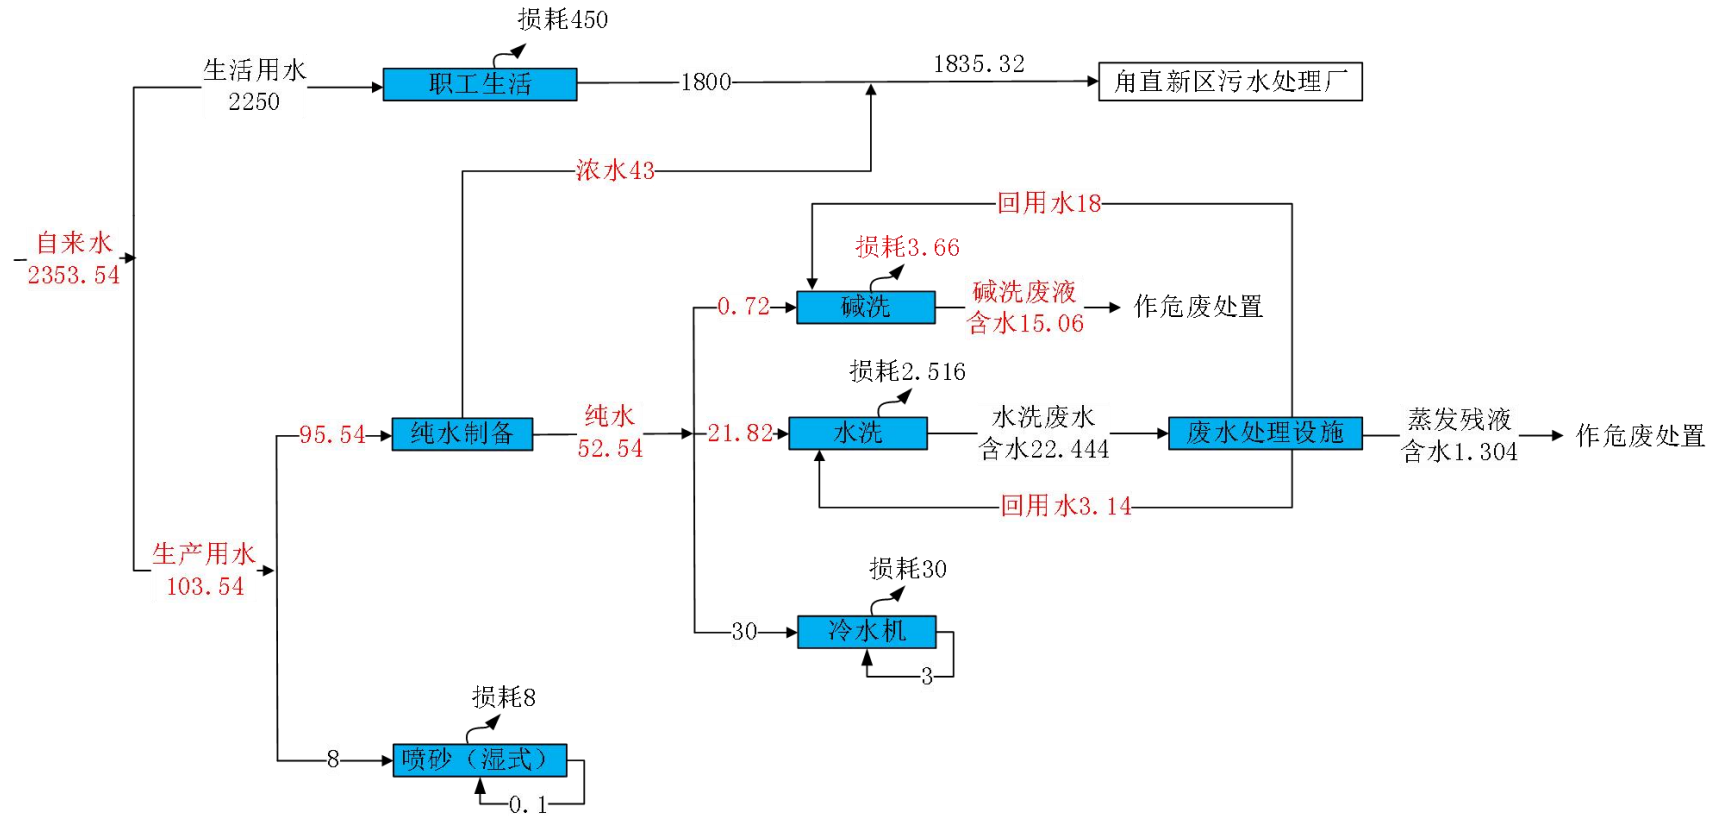 损耗450
生活用水
2250
职工生活
1800
1835.32
甪直新区污水处理厂
浓水43
回用水18
自来水
2353.54
损耗3.66
0.72
碱洗
碱洗废液
含水15.06
作危废处置
损耗2.516
95.54
纯水制备
纯水
52.54
21.82
水洗
水洗废水
含水22.444
废水处理设施
蒸发残液
含水1.304
作危废处置
回用水3.14
生产用水
103.54
损耗30
30
冷水机
3
损耗8
8
喷砂（湿式）
0.1